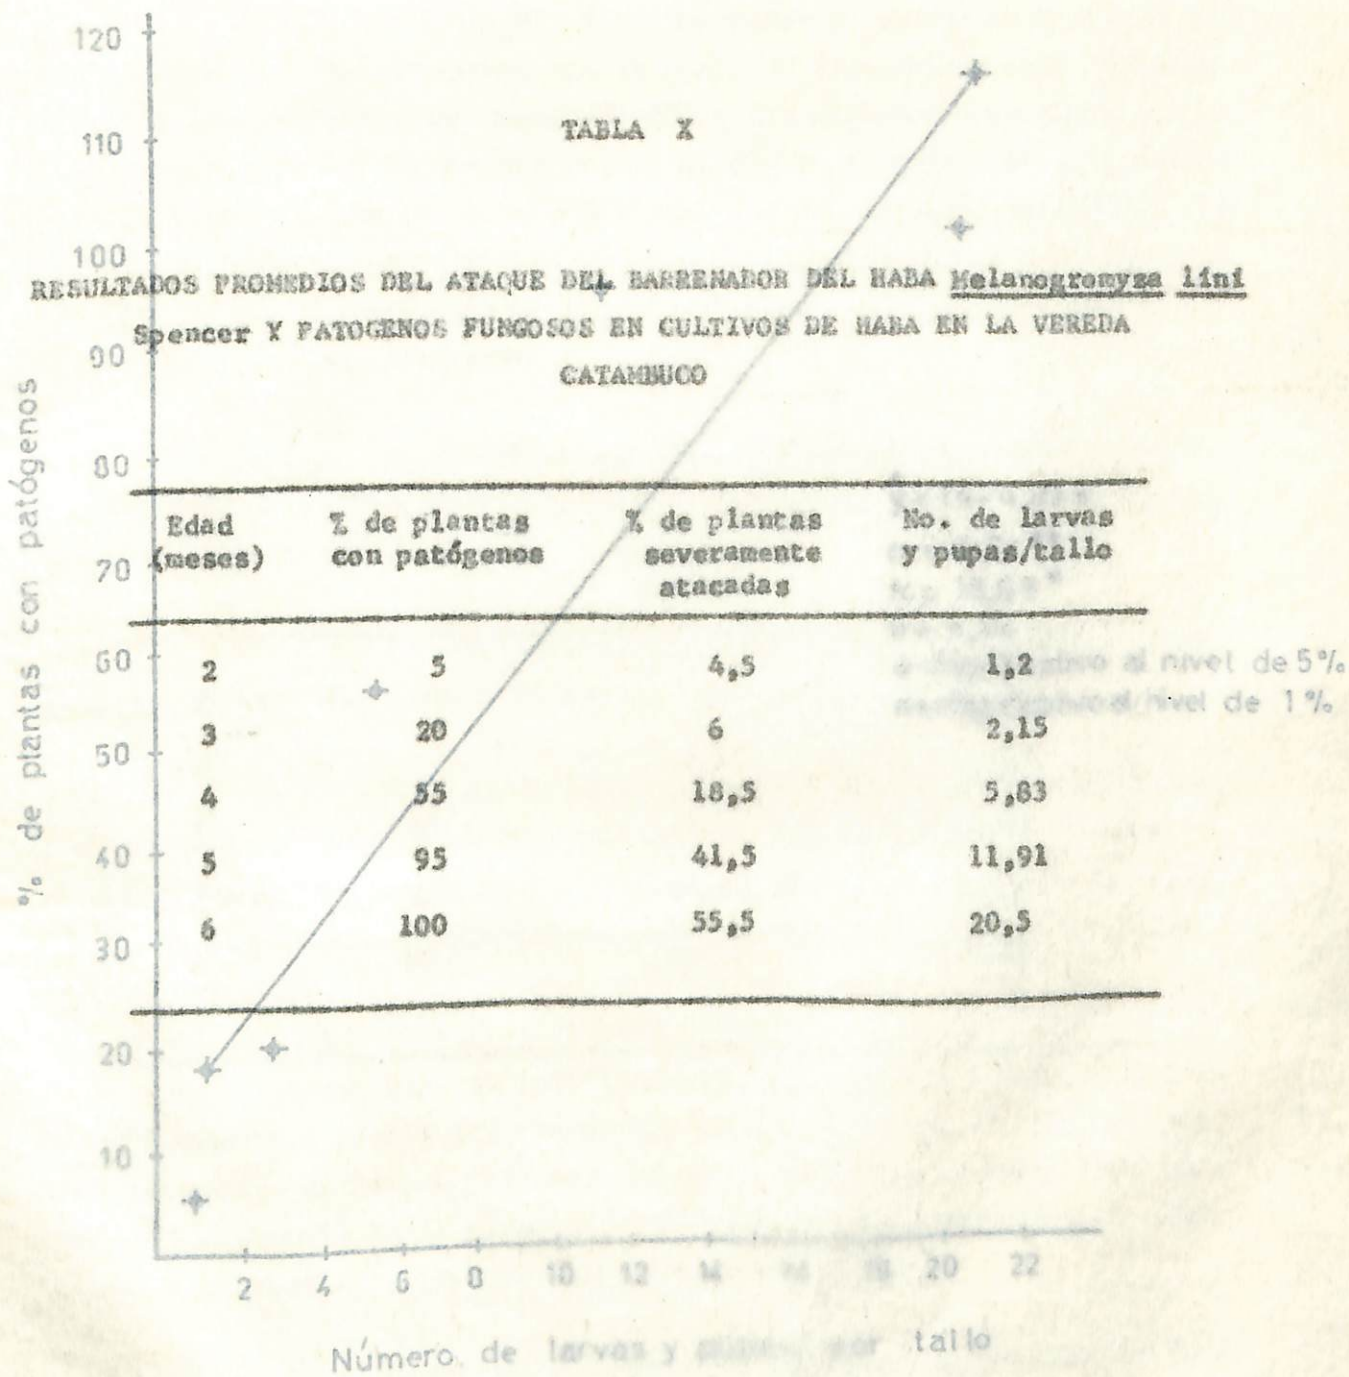 TABLA X
RESULTADOS PROMEDIOS DEL ATAQUE DEL BARRENADOR DEL HABA Melanogromyza lini
Spencer Y PATOGENOS FUNGOSOS EN CULTIVOS DE HABA EN LA VEREDA
CATAMBUCO
Edad (meses) % de plantas con patógenos % de plantas severamente atacadas No. de larvas y pupas/tallo
2 5 4,5 1,2
3 20 6 2,15
4 55 18,5 5,83
5 95 41,5 11,91
6 100 55,5 20,5
% de plantas con patógenos
120
110
100
90
80
70
60
50
40
30
20
10
al nivel de 5%
nivel de 1%
2 4 6 8 10 12 14 16 18 20 22
Número de larvas y por tallo